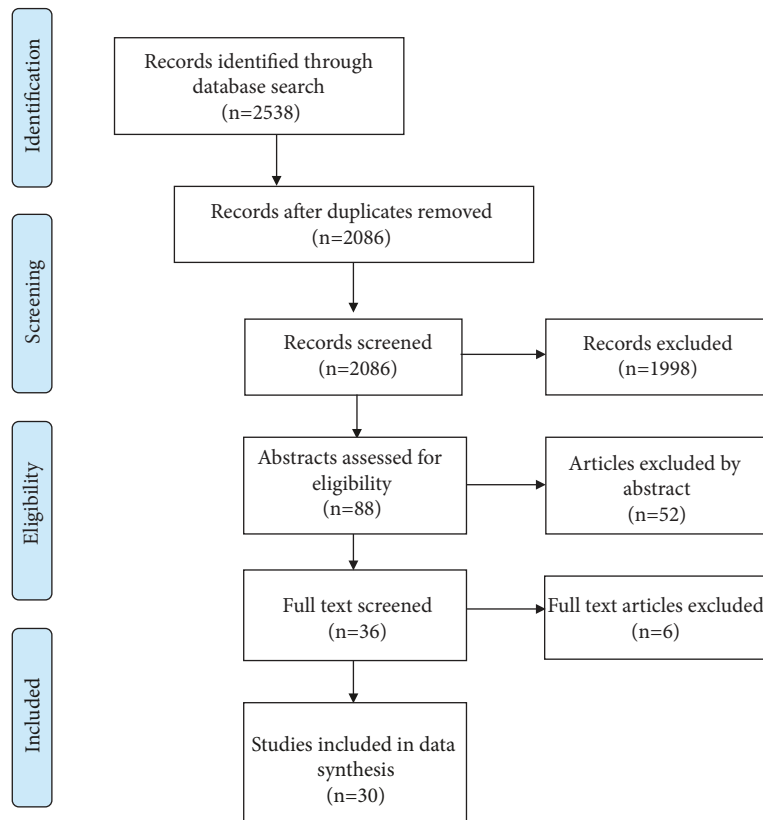 Identification
Records identified through
database search
(n=2538)
Records after duplicates removed
(n=2086)
Screening
Records screened
(n=2086)
Records excluded
(n=1998)
Eligibility
Abstracts assessed for
eligibility
(n=88)
Articles excluded by
abstract
(n=52)
Full text screened
(n=36)
Full text articles excluded
(n=6)
Included
Studies included in data
synthesis
(n=30)